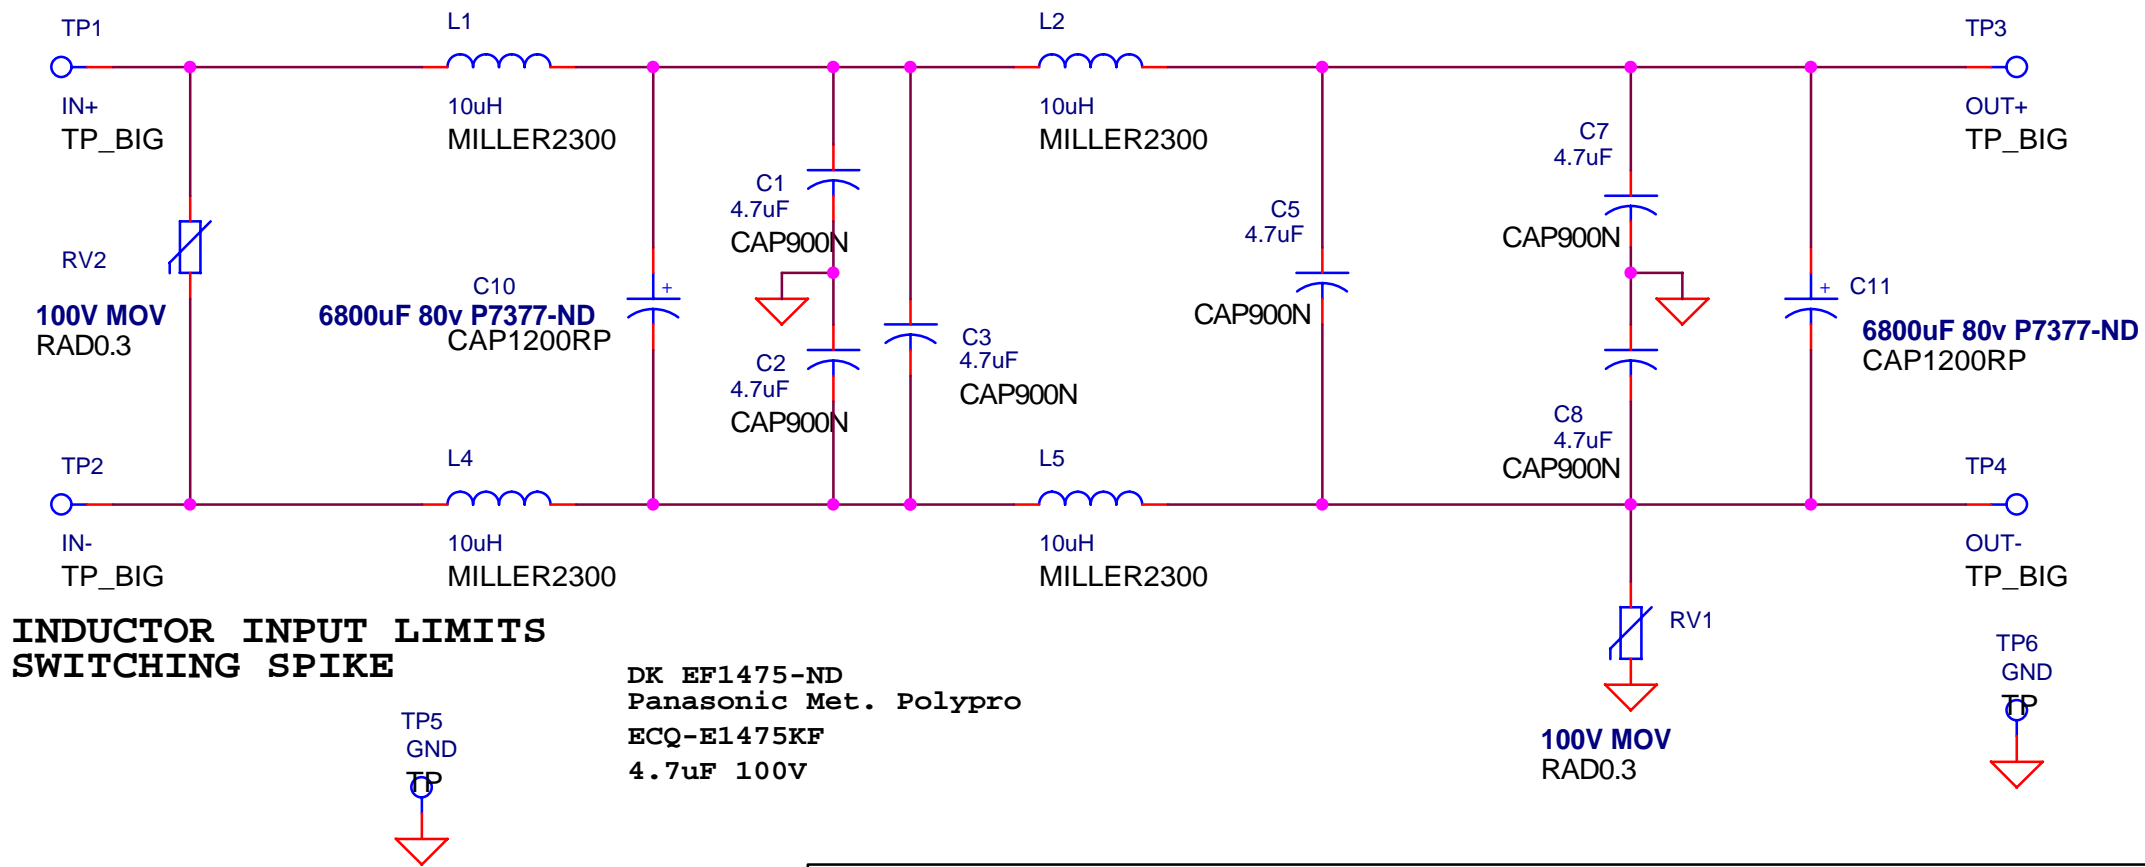 TP1
IN+
TP_BIG
L1
10uH
MILLER2300
L2
10uH
MILLER2300
TP3
OUT+
TP_BIG
RV2
100V MOV
RAD0.3
C10
6800uF 80v P7377-ND
CAP1200RP
+
C1
4.7uF
CAP900N
C2
4.7uF
CAP900N
C3
4.7uF
CAP900N
C5
4.7uF
CAP900N
C7
4.7uF
CAP900N
C8
4.7uF
CAP900N
+
C11
6800uF 80v P7377-ND
CAP1200RP
TP2
IN-
TP_BIG
L4
10uH
MILLER2300
L5
10uH
MILLER2300
TP4
OUT-
TP_BIG
INDUCTOR INPUT LIMITS
SWITCHING SPIKE
DK EF1475-ND
Panasonic Met. Polypro
ECQ-E1475KF
4.7uF 100V
TP5
GND
TP
RV1
100V MOV
RAD0.3
TP6
GND
TP